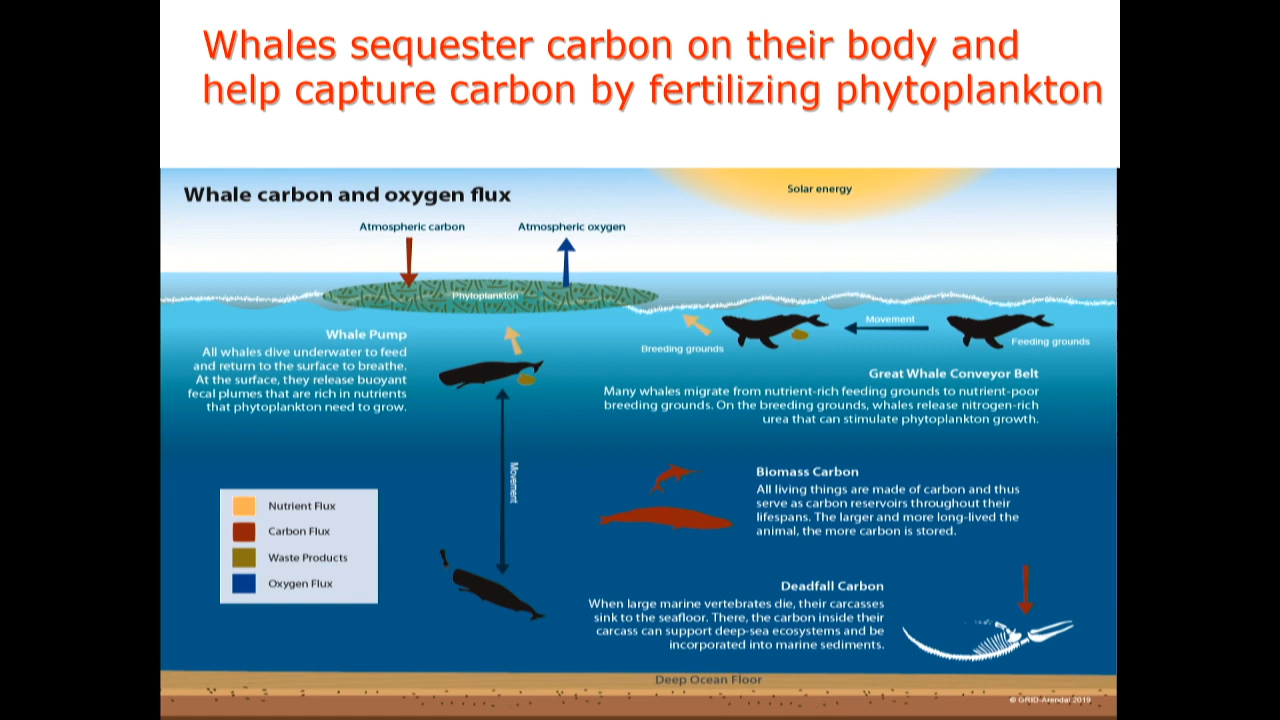 Whales sequester carbon on their body and
help capture carbon by fertilizing phytoplankton
Whale carbon and oxygen flux
Solar energy
Atmospheric carbon
Atmospheric oxygen
Phytoplankton
Whale Pump
All whales dive underwater to feed
and return to the surface to breathe.
At the surface, they release buoyant
fecal plumes that are rich in nutrients
that phytoplankton need to grow.
Movement
Breeding grounds
Movement
Feeding grounds
Great Whale Conveyor Belt
Many whales migrate from nutrient-rich feeding grounds to nutrient-poor
breeding grounds. On the breeding grounds, whales release nitrogen-rich
urea that can stimulate phytoplankton growth.
Biomass Carbon
All living things are made of carbon and thus
serve as carbon reservoirs throughout their
lifespans. The larger and more long-lived the
animal, the more carbon is stored.
Nutrient Flux
Carbon Flux
Waste Products
Oxygen Flux
Deadfall Carbon
When large marine vertebrates die, their carcasses
sink to the seafloor. There, the carbon inside their
carcass can support deep-sea ecosystems and be
incorporated into marine sediments.
Deep Ocean Floor
© GRID-Arendal 2019